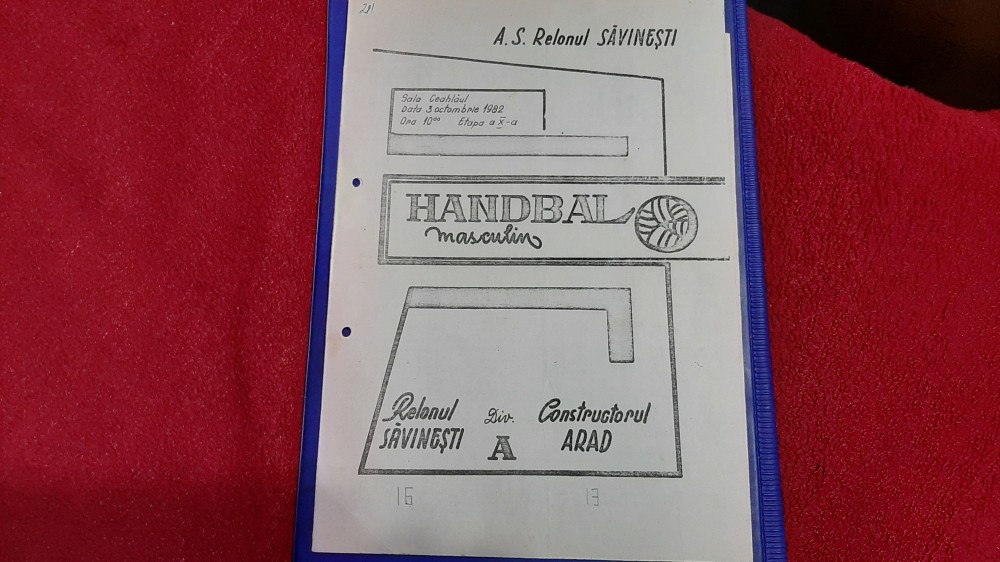 281
A. S. Relonul SĂVINEȘTI
Sala Ceahlăul
Data 3 octombrie 1982
Ora 10⁰⁰ Etapa a X-a
HANDBAL
masculin
Relonul SĂVINEȘTI
Div. A
Constructorul ARAD
15 13